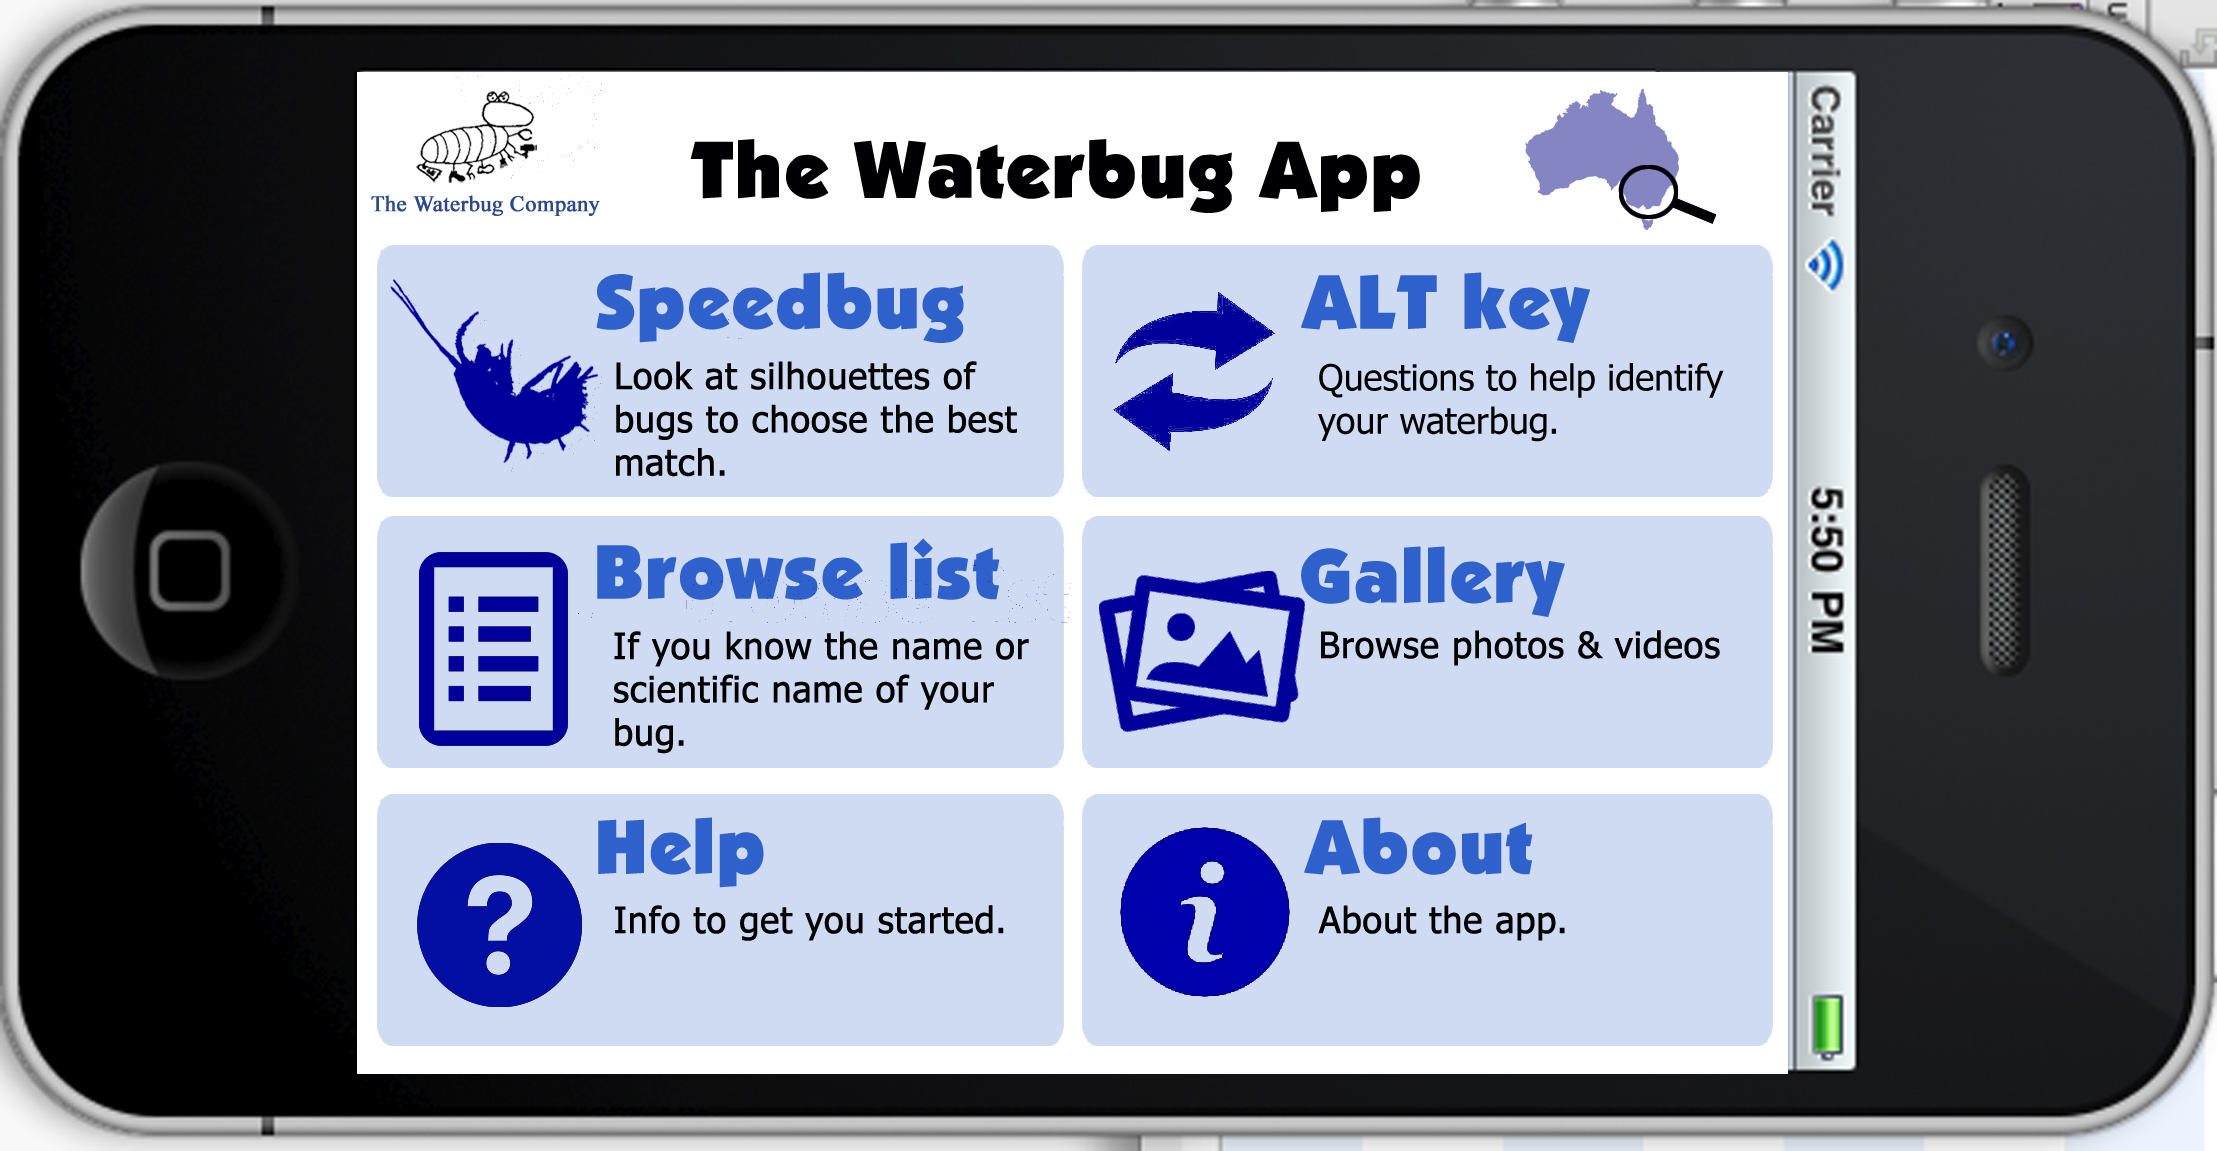 The Waterbug Company
The Waterbug App
Speedbug
Look at silhouettes of
bugs to choose the best
match.
ALT key
Questions to help identify
your waterbug.
Browse list
If you know the name or
scientific name of your
bug.
Gallery
Browse photos & videos
Help
?
Info to get you started.
About
i
About the app.
Carrier
5:50 PM